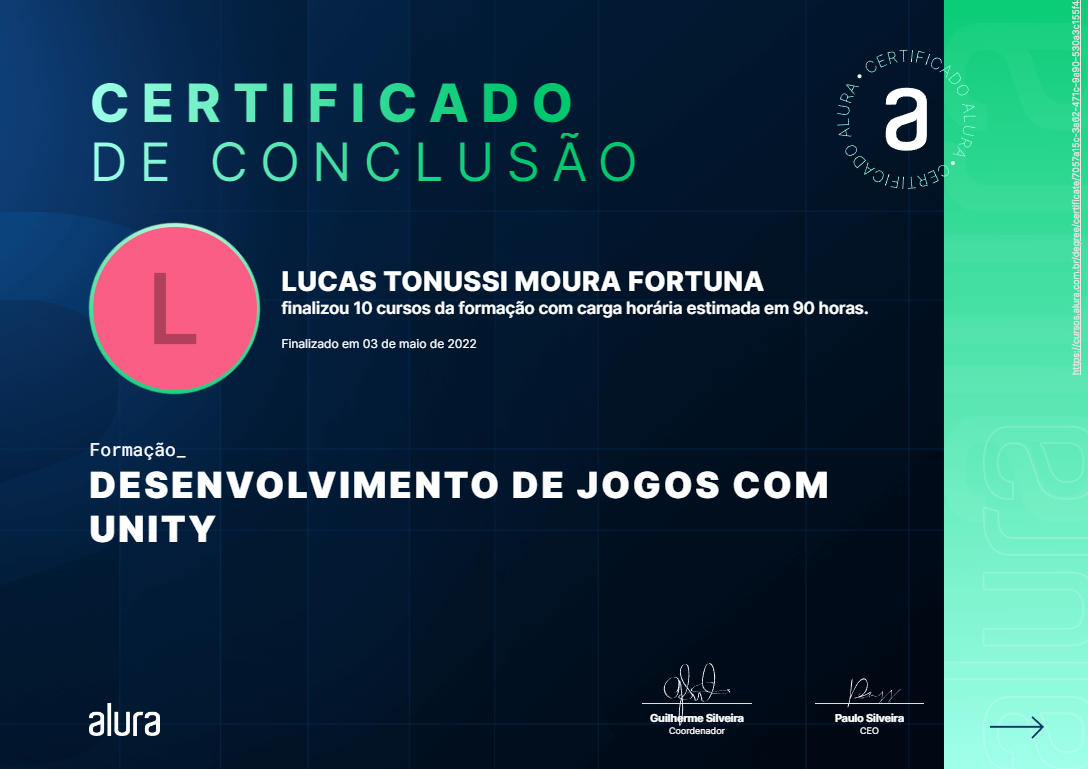 CERTIFICADO
DE CONCLUSÃO
• CERTIFICADO ALURA • CERTIFICADO ALURA
a
L
LUCAS TONUSSI MOURA FORTUNA
finalizou 10 cursos da formação com carga horária estimada em 90 horas.
Finalizado em 03 de maio de 2022
Formação_
DESENVOLVIMENTO DE JOGOS COM
UNITY
alura
Guilherme Silveira
Coordenador
Paulo Silveira
CEO
alura